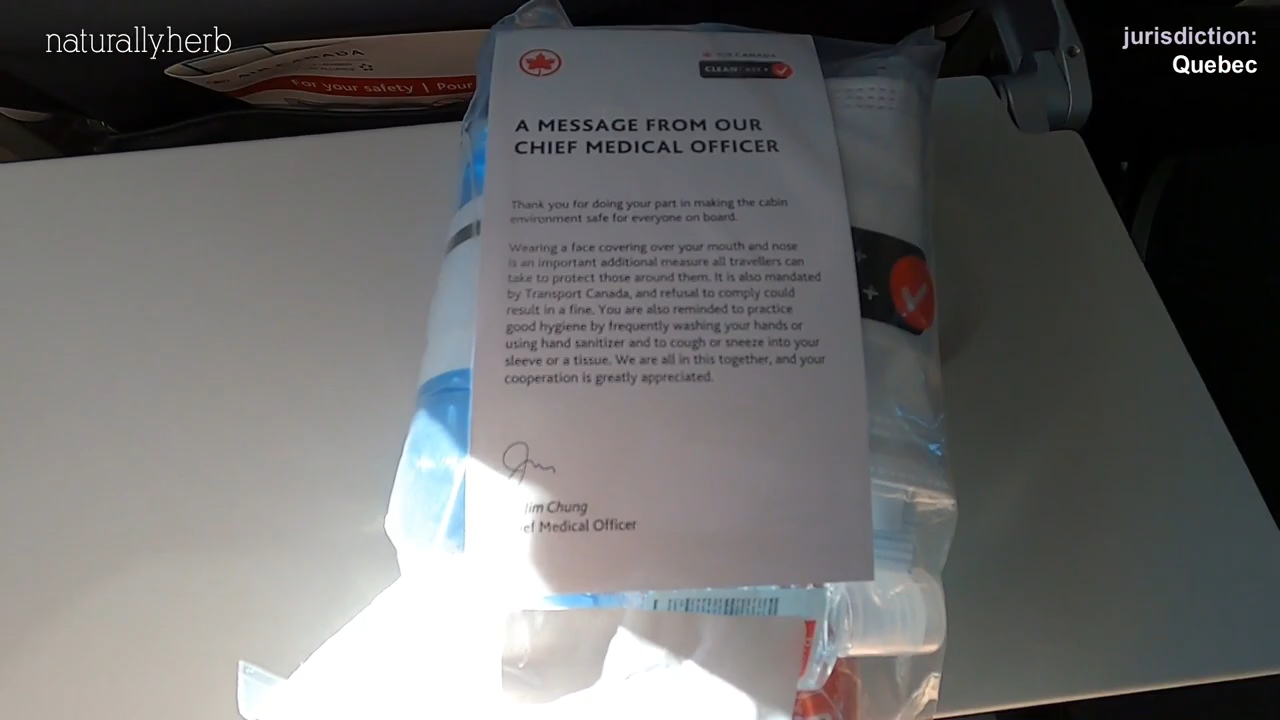 naturally.herb
jurisdiction:
Quebec
AIR CANADA
For your safety | Pour
AIR CANADA
CLEANCARE+
A MESSAGE FROM OUR
CHIEF MEDICAL OFFICER
Thank you for doing your part in making the cabin
environment safe for everyone on board.
Wearing a face covering over your mouth and nose
is an important additional measure all travellers can
take to protect those around them. It is also mandated
by Transport Canada, and refusal to comply could
result in a fine. You are also reminded to practice
good hygiene by frequently washing your hands or
using hand sanitizer and to cough or sneeze into your
sleeve or a tissue. We are all in this together, and your
cooperation is greatly appreciated.
Jim Chung
ef Medical Officer